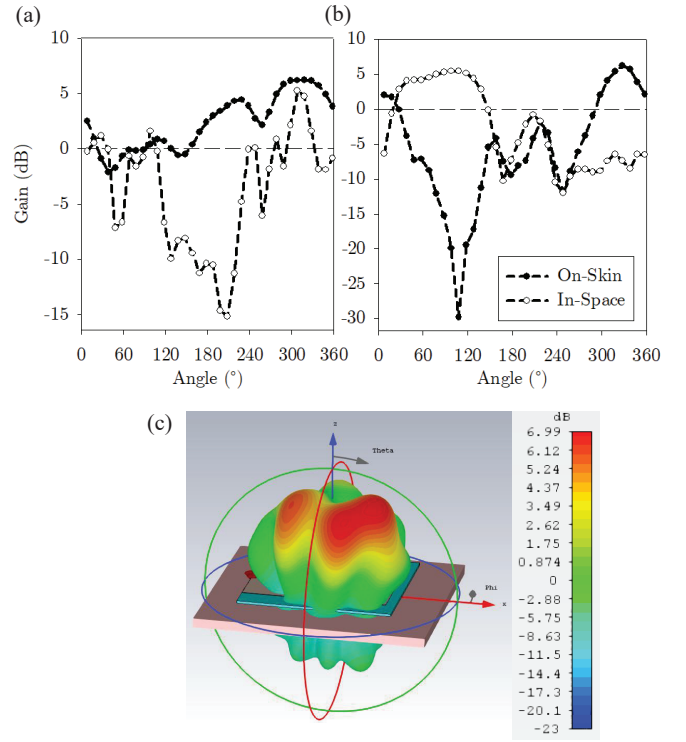 (a)
(b)
10
5
0
-5
-10
-15
Gain (dB)
0 60 120 180 240 300 360
Angle (°)
10
5
0
-5
-10
-15
-20
-25
-30
On-Skin
In-Space
0 60 120 180 240 300 360
Angle (°)
(c)
z
Theta
Phi
x
dB
6.99
6.12
5.24
4.37
3.49
2.62
1.75
0.874
0
-2.88
-5.75
-8.63
-11.5
-14.4
-17.3
-20.1
-23